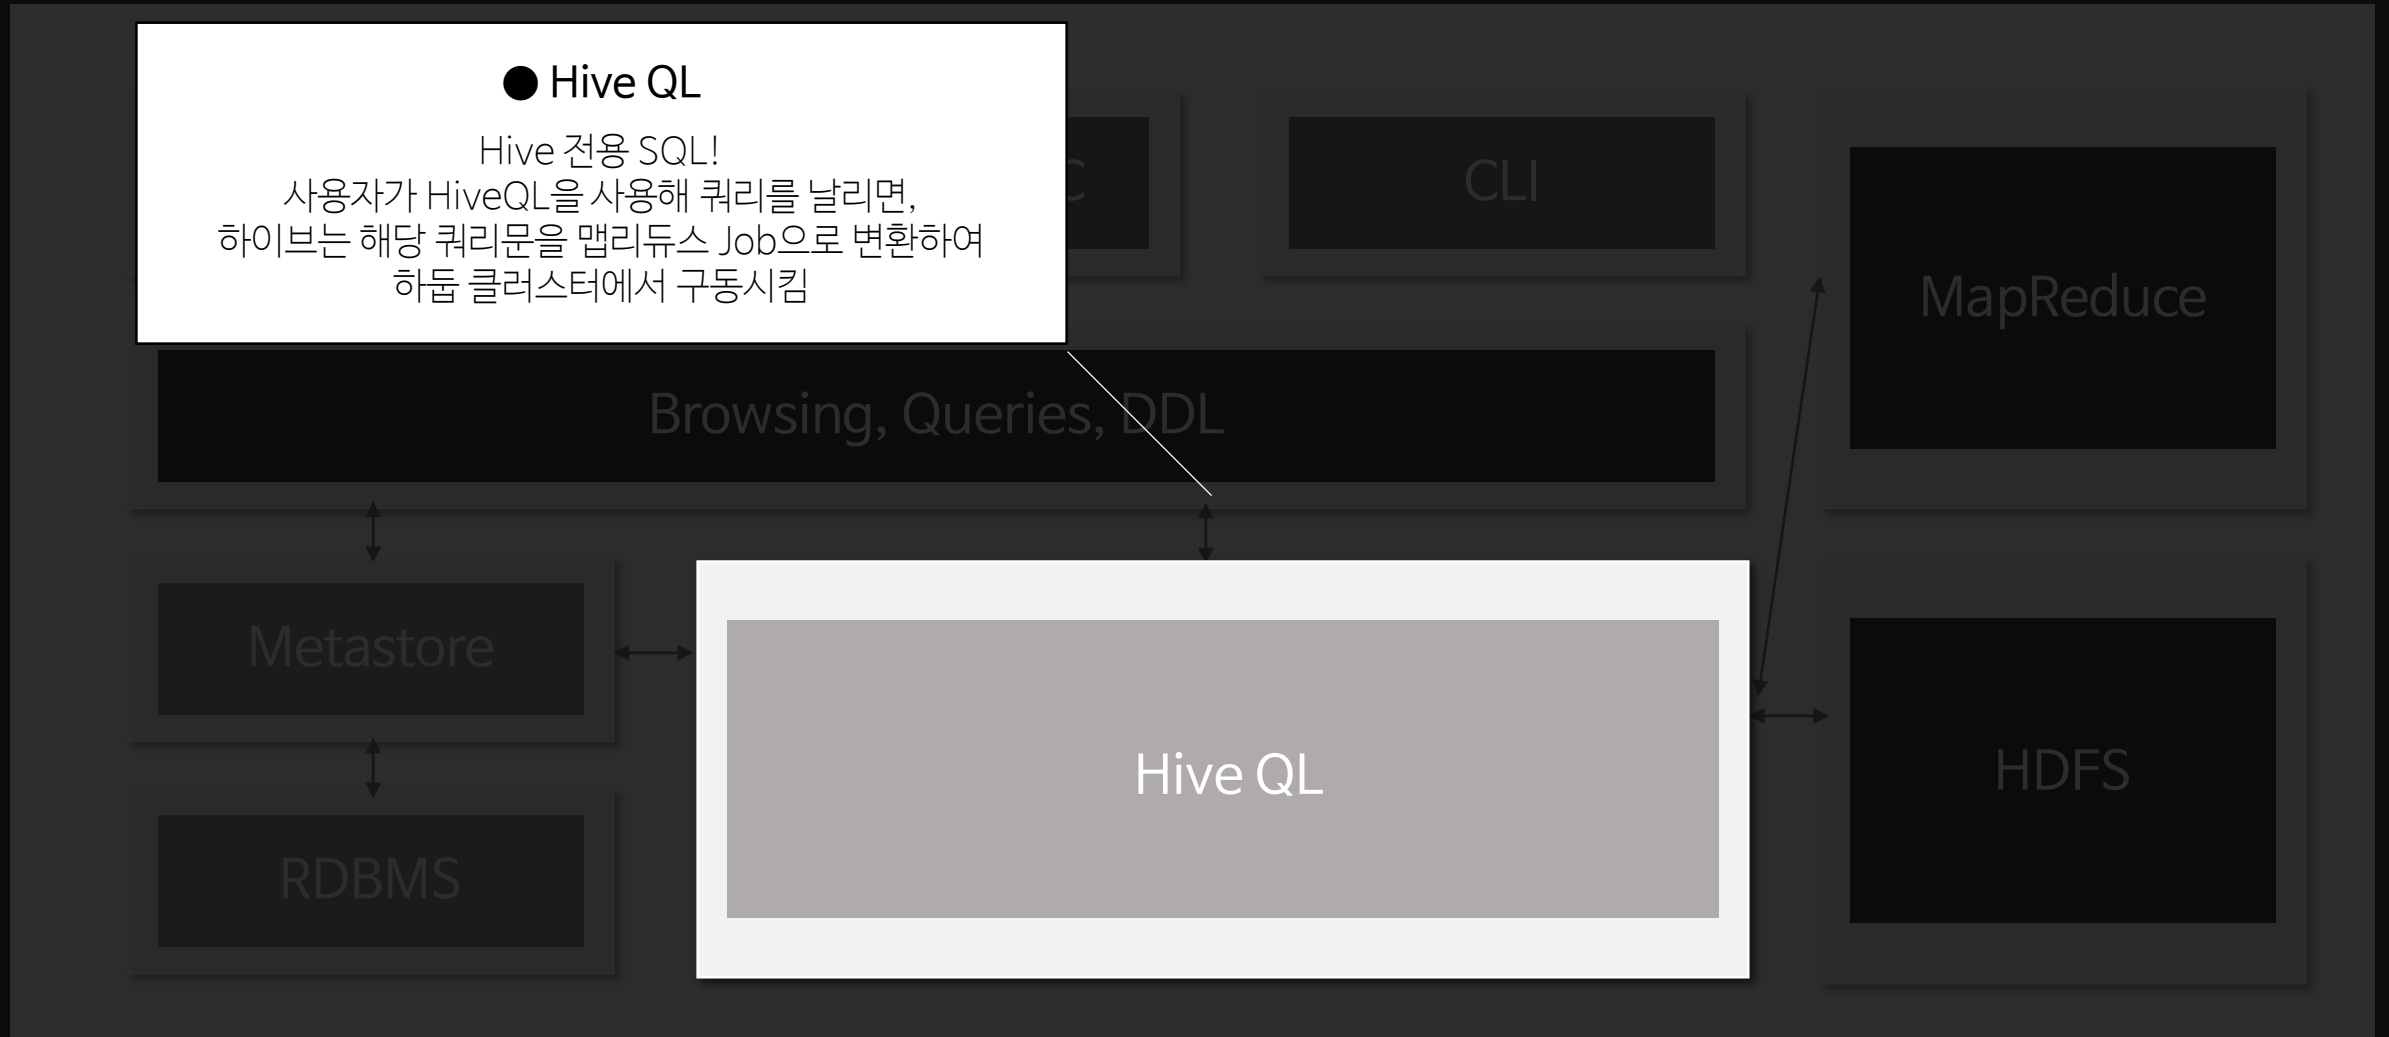 ● Hive QL
Hive 전용 SQL!
사용자가 HiveQL을 사용해 쿼리를 날리면,
하이브는 해당 쿼리문을 맵리듀스 Job으로 변환하여
하둡 클러스터에서 구동시킴
CLI
MapReduce
Browsing, Queries, DDL
Metastore
Hive QL
HDFS
RDBMS